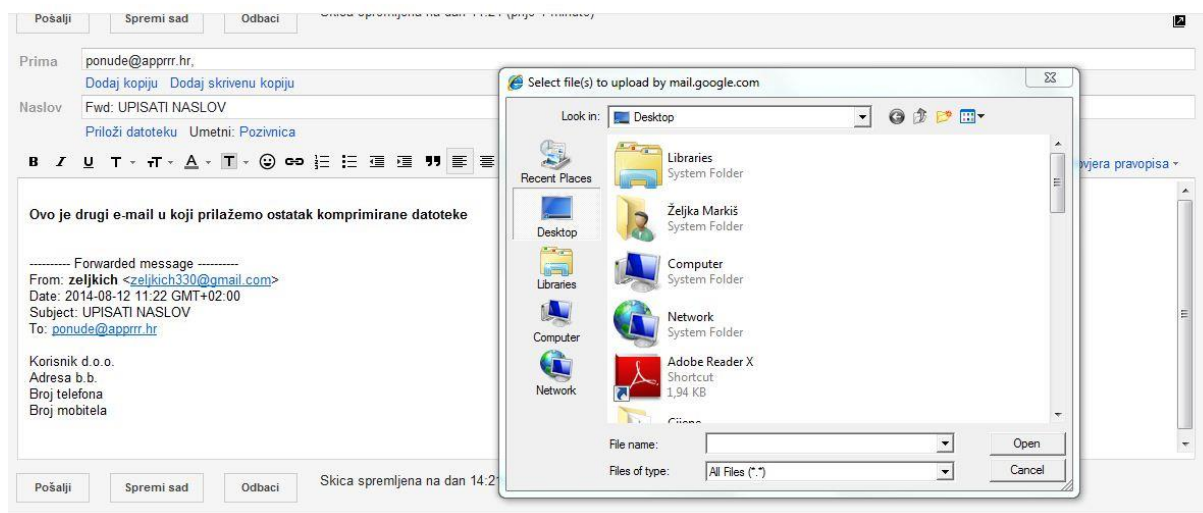 Pošalji Spremi sad Odbaci
Prima ponude@apprrr.hr,
Dodaj kopiju Dodaj skrivenu kopiju
Naslov Fwd: UPISATI NASLOV
Priloži datoteku Umetni: Pozivnica
B I U T T A T
Ovo je drugi e-mail u koji prilažemo ostatak komprimirane datoteke
---------- Forwarded message ----------
From: zeljkich <zeljkich330@gmail.com>
Date: 2014-08-12 11:22 GMT+02:00
Subject: UPISATI NASLOV
To: ponude@apprrr.hr
Korisnik d.o.o.
Adresa b.b.
Broj telefona
Broj mobitela
Pošalji Spremi sad Odbaci Skica spremljena na dan 14:2
Select file(s) to upload by mail.google.com
Look in: Desktop
Recent Places
Desktop
Libraries
Computer
Network
Libraries
System Folder
Željka Markiš
System Folder
Computer
System Folder
Network
System Folder
Adobe Reader X
Shortcut
1,94 KB
File name: Open
Files of type: All Files (*.*) Cancel
pravopisa